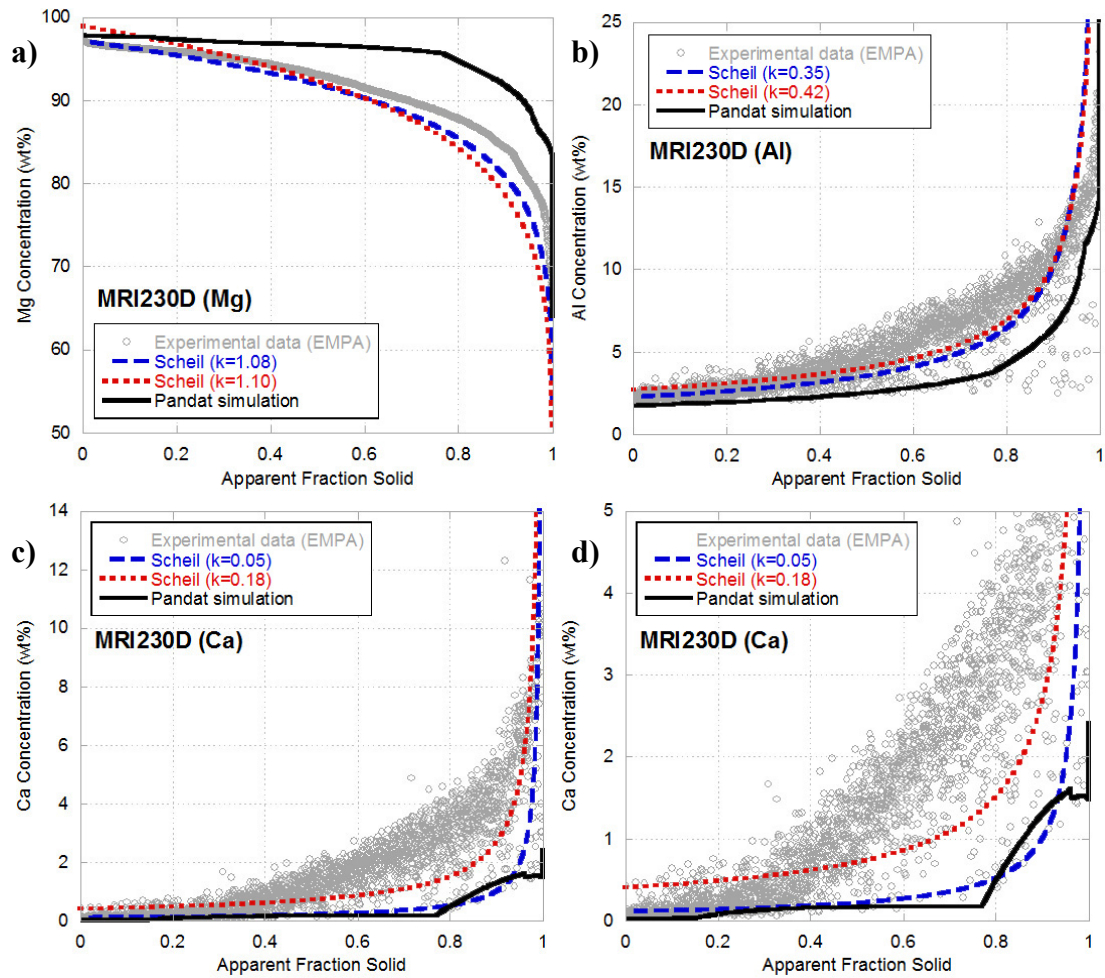 a)
100
90
80
70
60
50
Mg Concentration (wt%)
MRI230D (Mg)
Experimental data (EMPA)
Scheil (k=1.08)
Scheil (k=1.10)
Pandat simulation
0 0.2 0.4 0.6 0.8 1
Apparent Fraction Solid
b)
25
20
15
10
5
0
Al Concentration (wt%)
Experimental data (EMPA)
Scheil (k=0.35)
Scheil (k=0.42)
Pandat simulation
MRI230D (Al)
0 0.2 0.4 0.6 0.8 1
Apparent Fraction Solid
c)
14
12
10
8
6
4
2
0
Ca Concentration (wt%)
Experimental data (EMPA)
Scheil (k=0.05)
Scheil (k=0.18)
Pandat simulation
MRI230D (Ca)
0 0.2 0.4 0.6 0.8 1
Apparent Fraction Solid
d)
5
4
3
2
1
0
Ca Concentration (wt%)
Experimental data (EMPA)
Scheil (k=0.05)
Scheil (k=0.18)
Pandat simulation
MRI230D (Ca)
0 0.2 0.4 0.6 0.8 1
Apparent Fraction Solid